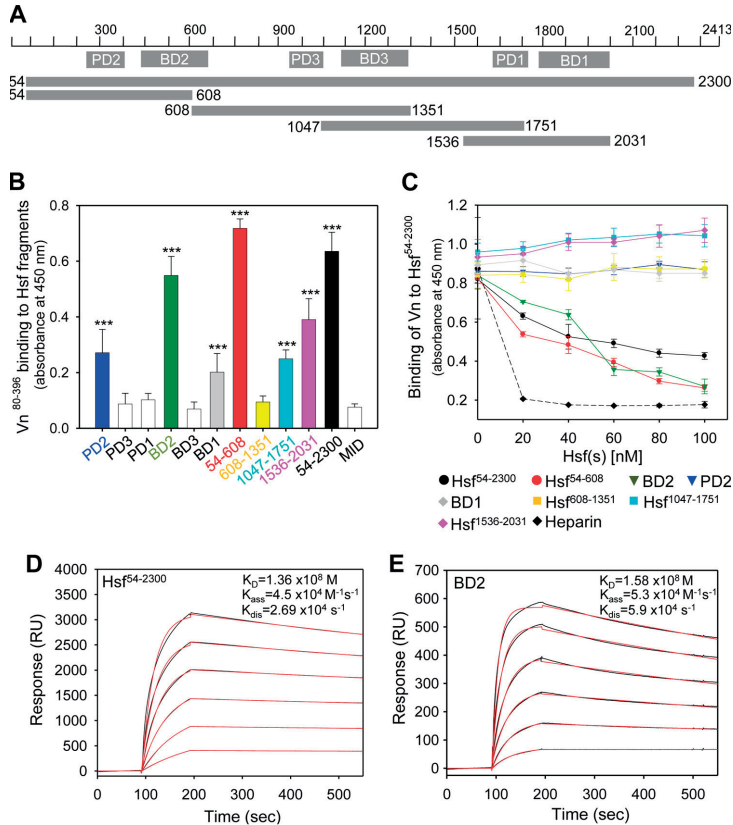 A
300 600 900 1200 1500 1800 2100 2413
PD2 BD2 PD3 BD3 PD1 BD1
54 2300
54 608
608 1351
1047 1751
1536 2031
B
Vn80-396 binding to Hsf fragments
(absorbance at 450 nm)
0.8
0.6
0.4
0.2
0.0
*** *** *** *** *** *** ***
PD2 PD3 PD1 BD2 BD3 BD1 54-608 608-1351 1047-1751 1536-2031 54-2300 MID
C
Binding of Vn to Hsf54-2300
(absorbance at 450 nm)
1.2
1.0
0.8
0.6
0.4
0.2
0 20 40 60 80 100
Hsf(s) [nM]
Hsf54-2300 Hsf54-608 BD2 PD2
BD1 Hsf608-1351 Hsf1047-1751
Hsf1536-2031 Heparin
D
Hsf54-2300
KD=1.36 x108 M
Kass=4.5 x104 M-1s-1
Kdis=2.69 x104 s-1
Response (RU)
4000
3500
3000
2500
2000
1500
1000
500
0
0 100 200 300 400 500
Time (sec)
E
BD2
KD=1.58 x108 M
Kass=5.3 x104 M-1s-1
Kdis=5.9 x104 s-1
Response (RU)
700
600
500
400
300
200
100
0
0 100 200 300 400 500
Time (sec)